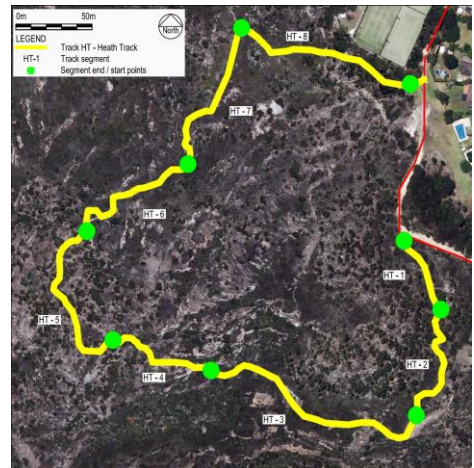 0m 50m
North
LEGEND
Track HT - Heath Track
HT-1 Track segment
Segment end / start points
HT - 8
HT - 7
HT - 6
HT - 1
HT - 5
HT - 2
HT - 4
HT - 3